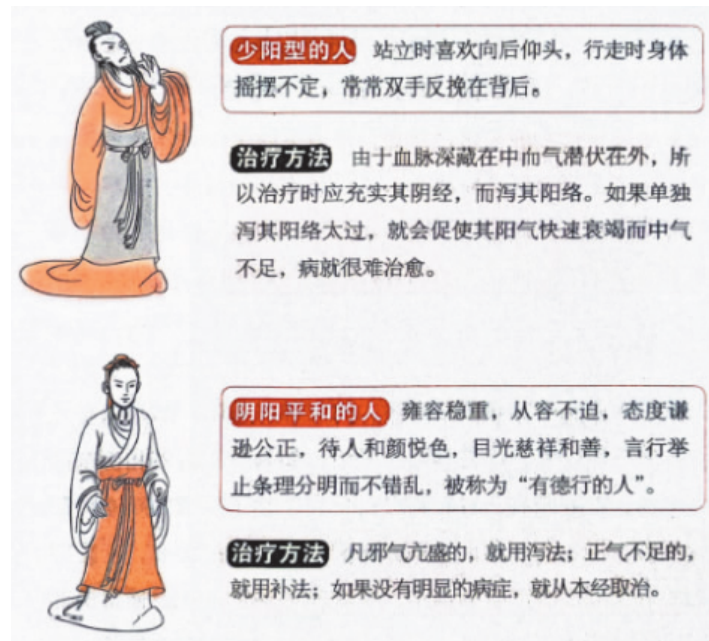 少阳型的人 站立时喜欢向后仰头，行走时身体
摇摆不定，常常双手反挽在背后。
治疗方法 由于血脉深藏在中而气潜伏在外，所
以治疗时应充实其阴经，而泻其阳络。如果单独
泻其阳络太过，就会促使其阳气快速衰竭而中气
不足，病就很难治愈。
阴阳平和的人 雍容稳重，从容不迫，态度谦
逊公正，待人和颜悦色，目光慈祥和善，言行举
止条理分明而不错乱，被称为“有德行的人”。
治疗方法 凡邪气亢盛的，就用泻法；正气不足的，
就用补法；如果没有明显的病症，就从本经取治。